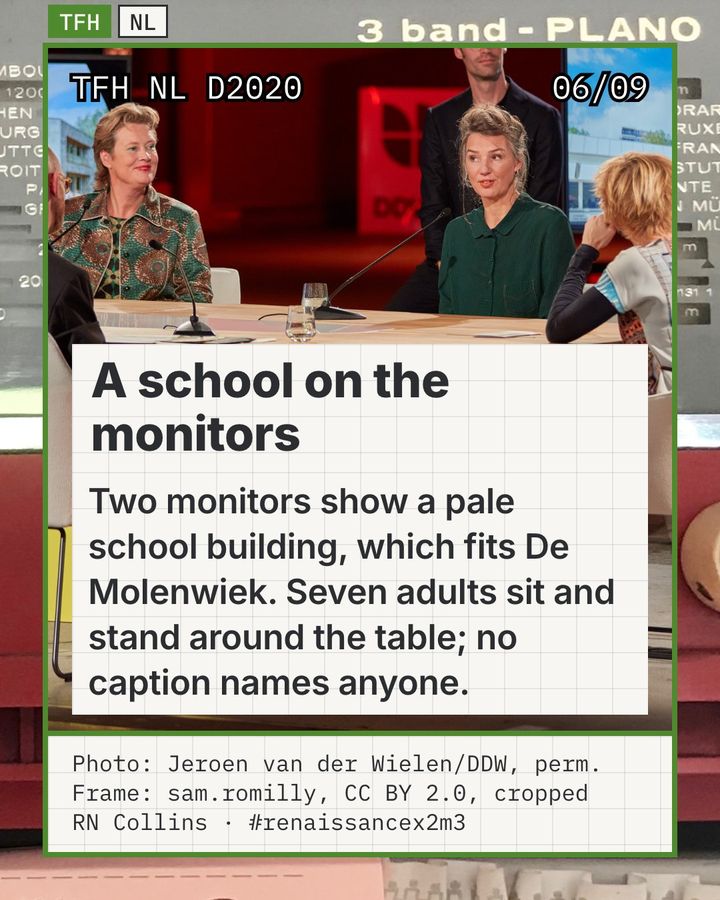 TFH NL
3 band - PLANO
TFH NL D2020 06/09
A school on the
monitors
Two monitors show a pale
school building, which fits De
Molenwiek. Seven adults sit and
stand around the table; no
caption names anyone.
Photo: Jeroen van der Wielen/DDW, perm.
Frame: sam.romilly, CC BY 2.0, cropped
RN Collins · #renaissancex2m3